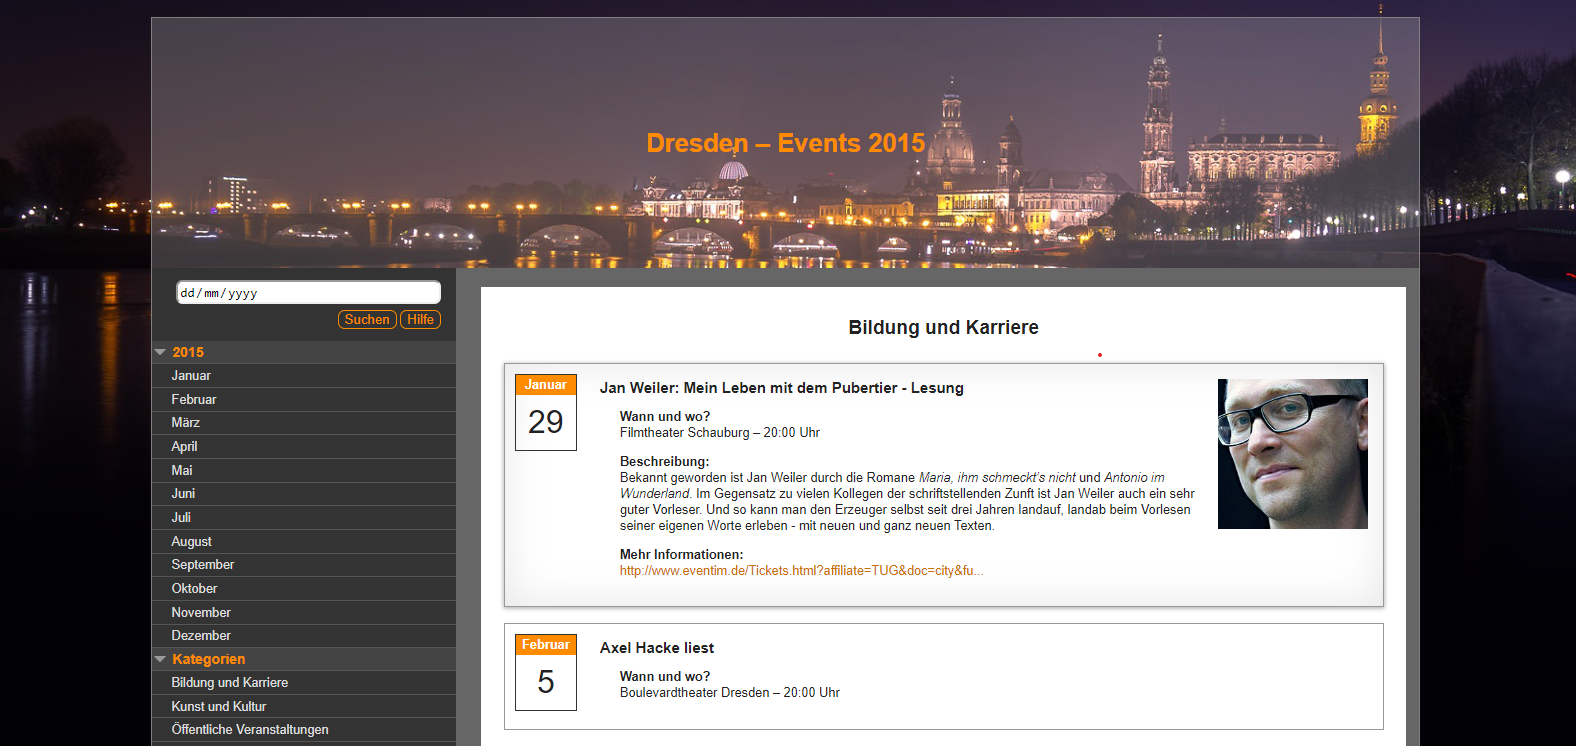 Dresden – Events 2015
dd/mm/yyyy
Suchen Hilfe
2015
Januar
Februar
März
April
Mai
Juni
Juli
August
September
Oktober
November
Dezember
Kategorien
Bildung und Karriere
Kunst und Kultur
Öffentliche Veranstaltungen
Bildung und Karriere
Januar
29
Jan Weiler: Mein Leben mit dem Pubertier - Lesung
Wann und wo?
Filmtheater Schauburg – 20:00 Uhr
Beschreibung:
Bekannt geworden ist Jan Weiler durch die Romane Maria, ihm schmeckt's nicht und Antonio im
Wunderland. Im Gegensatz zu vielen Kollegen der schriftstellenden Zunft ist Jan Weiler auch ein sehr
guter Vorleser. Und so kann man den Erzeuger selbst seit drei Jahren landauf, landab beim Vorlesen
seiner eigenen Worte erleben - mit neuen und ganz neuen Texten.
Mehr Informationen:
http://www.eventim.de/Tickets.html?affiliate=TUG&doc=city&fu...
Februar
5
Axel Hacke liest
Wann und wo?
Boulevardtheater Dresden – 20:00 Uhr